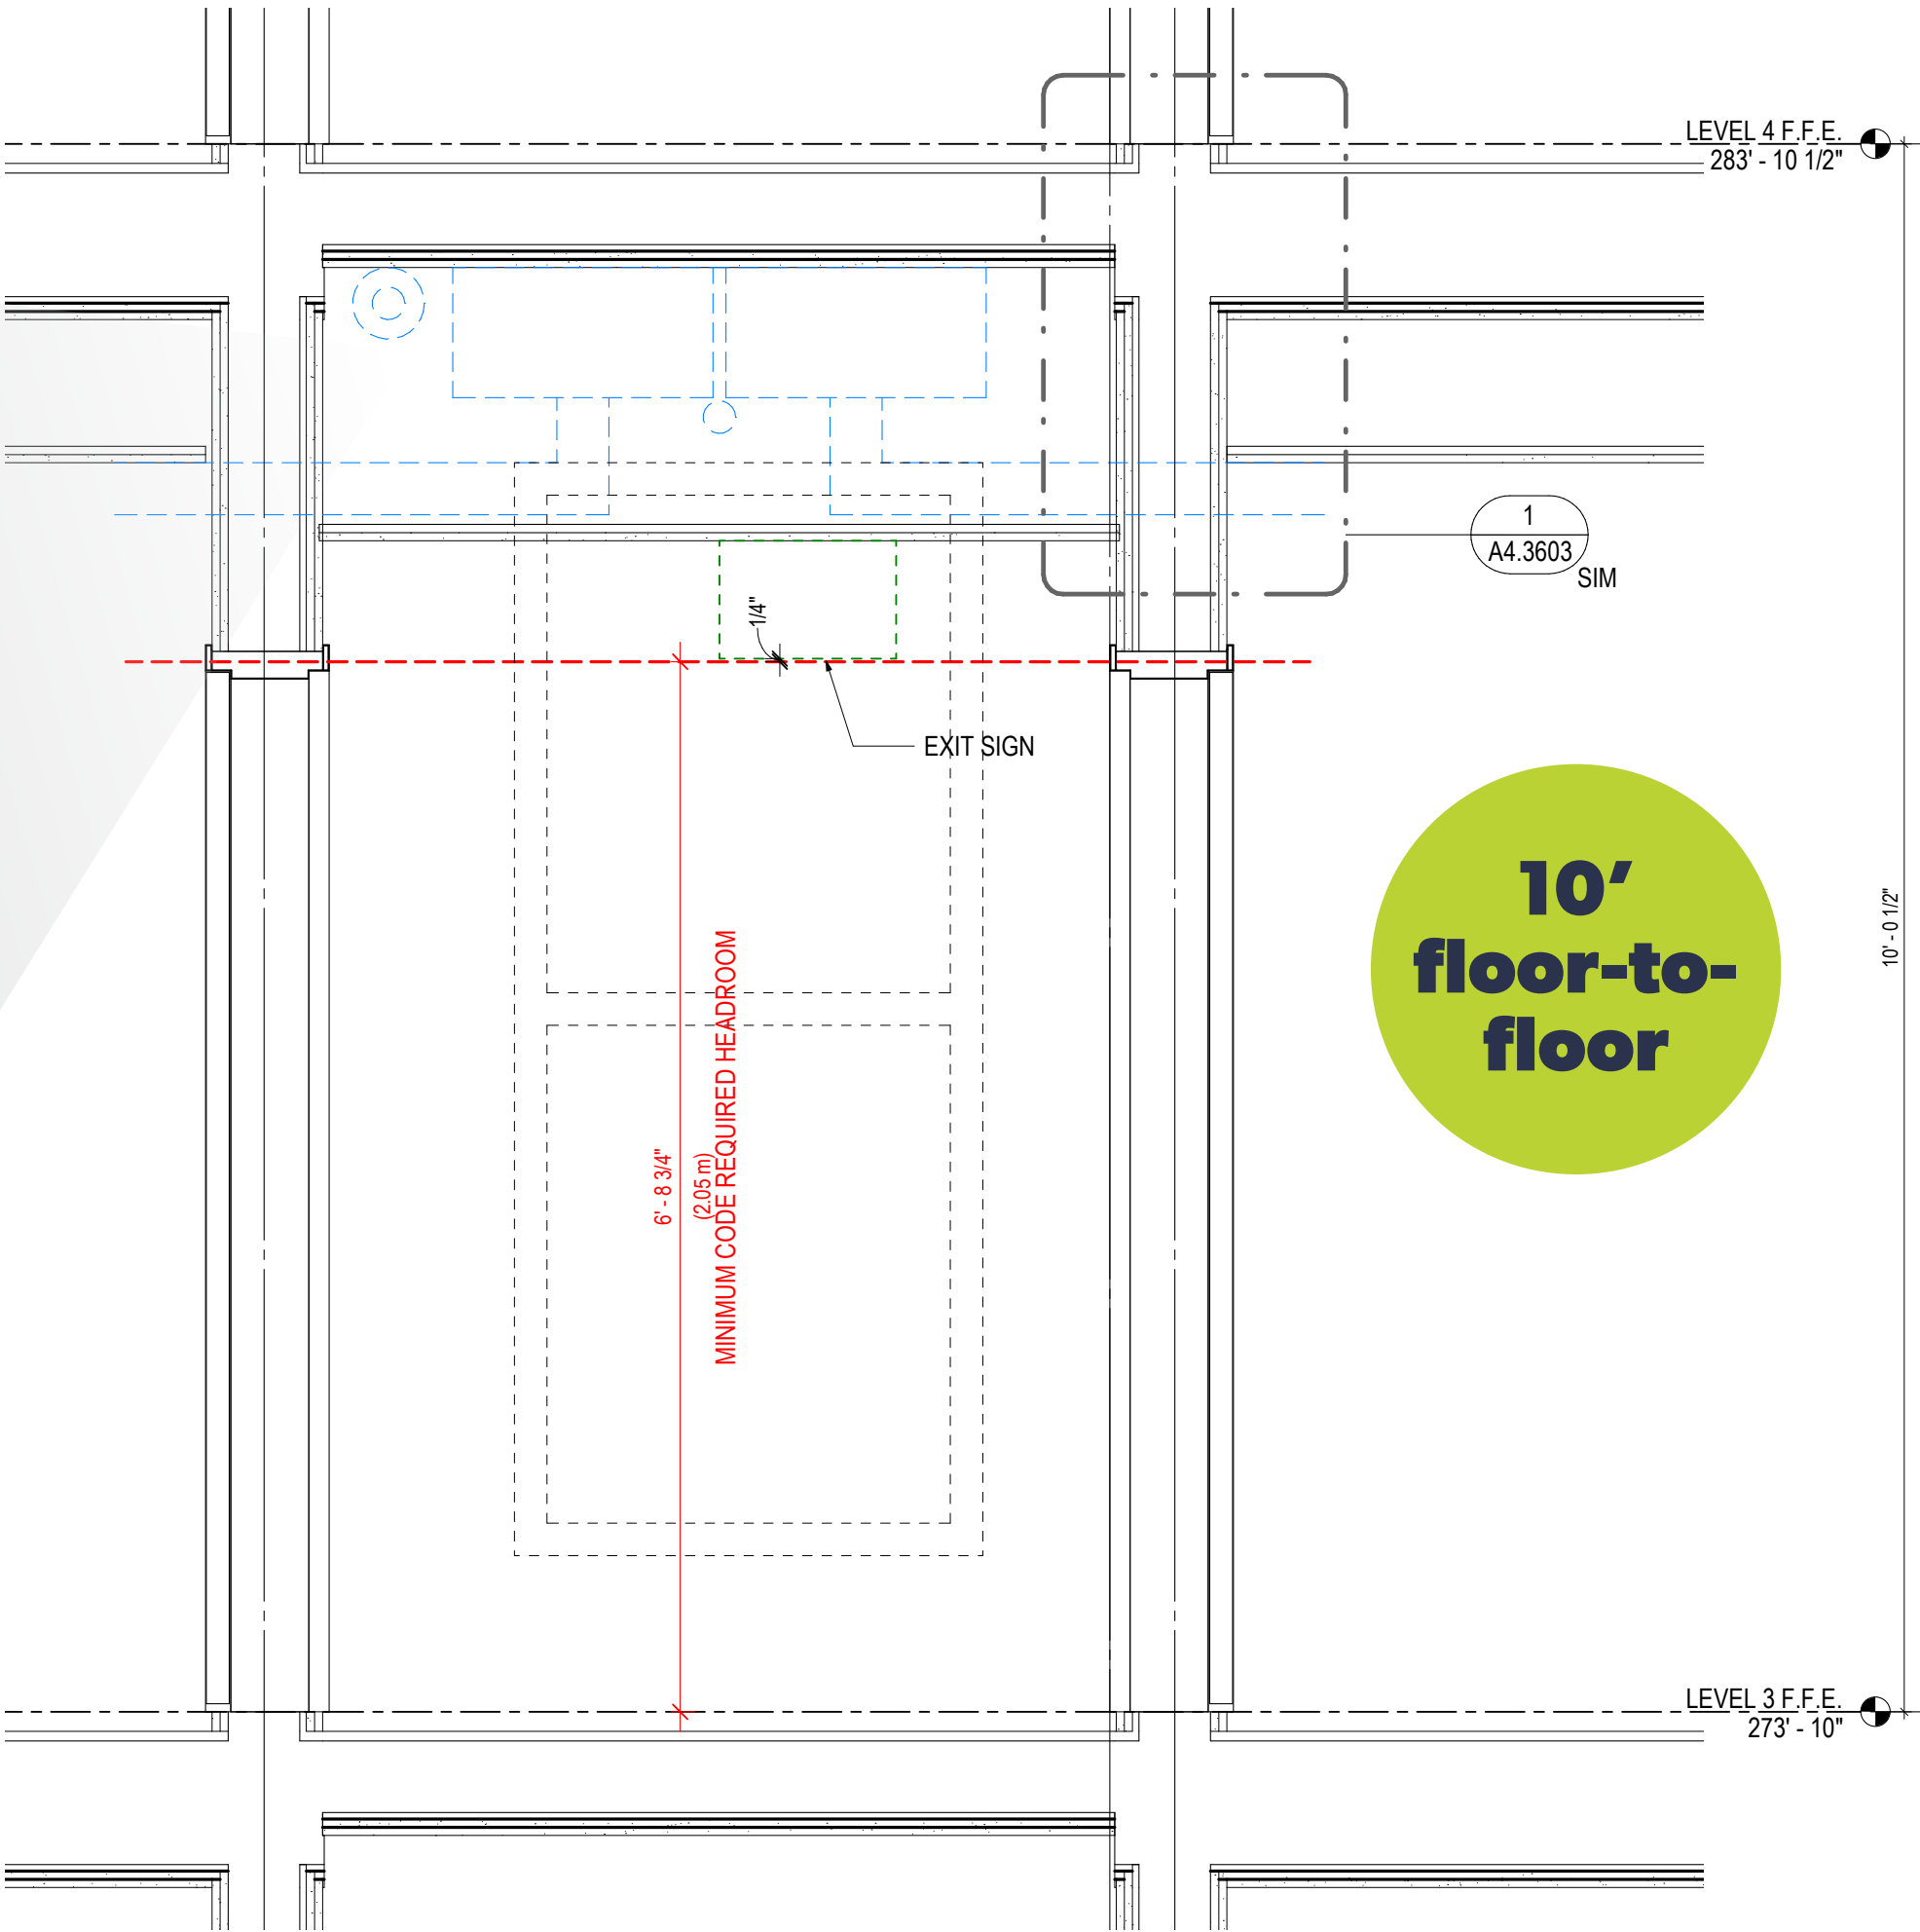 LEVEL 4 F.F.E.
283' - 10 1/2"
1
A4.3603
SIM
1/4"
EXIT SIGN
10'
floor-to-
floor
10' - 0 1/2"
6' - 8 3/4"
(2.05 m)
MINIMUM CODE REQUIRED HEADROOM
LEVEL 3 F.F.E.
273' - 10"